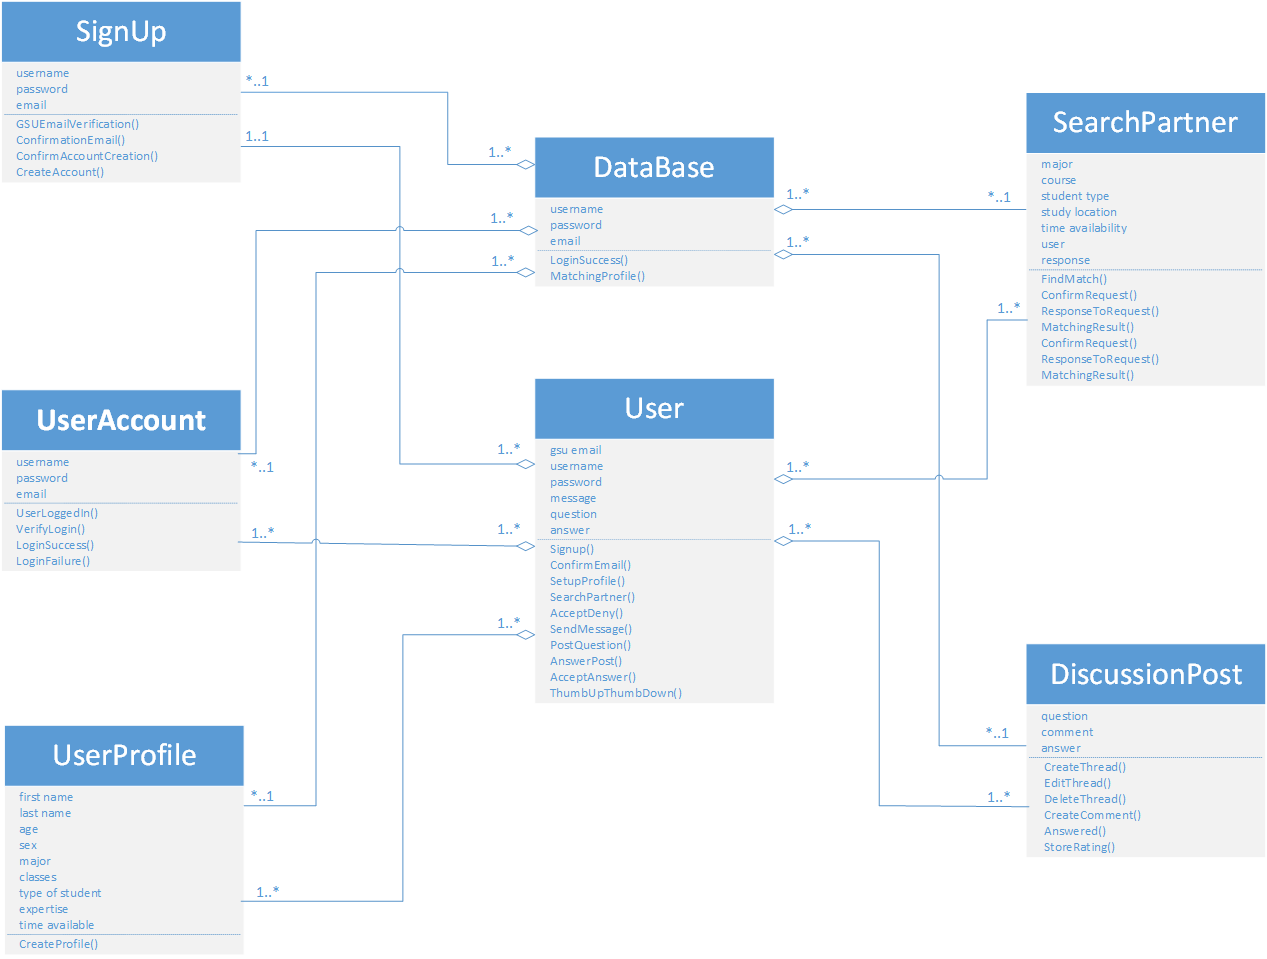 SignUp
username
password
email
GSUEmailVerification()
ConfirmationEmail()
ConfirmAccountCreation()
CreateAccount()
*..1
1..1
1..*
1..*
1..*
DataBase
username
password
email
LoginSuccess()
MatchingProfile()
1..*
1..*
*..1
1..*
SearchPartner
major
course
student type
study location
time availability
user
response
FindMatch()
ConfirmRequest()
ResponseToRequest()
MatchingResult()
ConfirmRequest()
ResponseToRequest()
MatchingResult()
UserAccount
username
password
email
UserLoggedIn()
VerifyLogin()
LoginSuccess()
LoginFailure()
*..1
1..*
1..*
1..*
1..*
User
gsu email
username
password
message
question
answer
Signup()
ConfirmEmail()
SetupProfile()
SearchPartner()
AcceptDeny()
SendMessage()
PostQuestion()
AnswerPost()
AcceptAnswer()
ThumbUpThumbDown()
1..*
1..*
UserProfile
first name
last name
age
sex
major
classes
type of student
expertise
time available
CreateProfile()
*..1
1..*
*..1
1..*
DiscussionPost
question
comment
answer
CreateThread()
EditThread()
DeleteThread()
CreateComment()
Answered()
StoreRating()